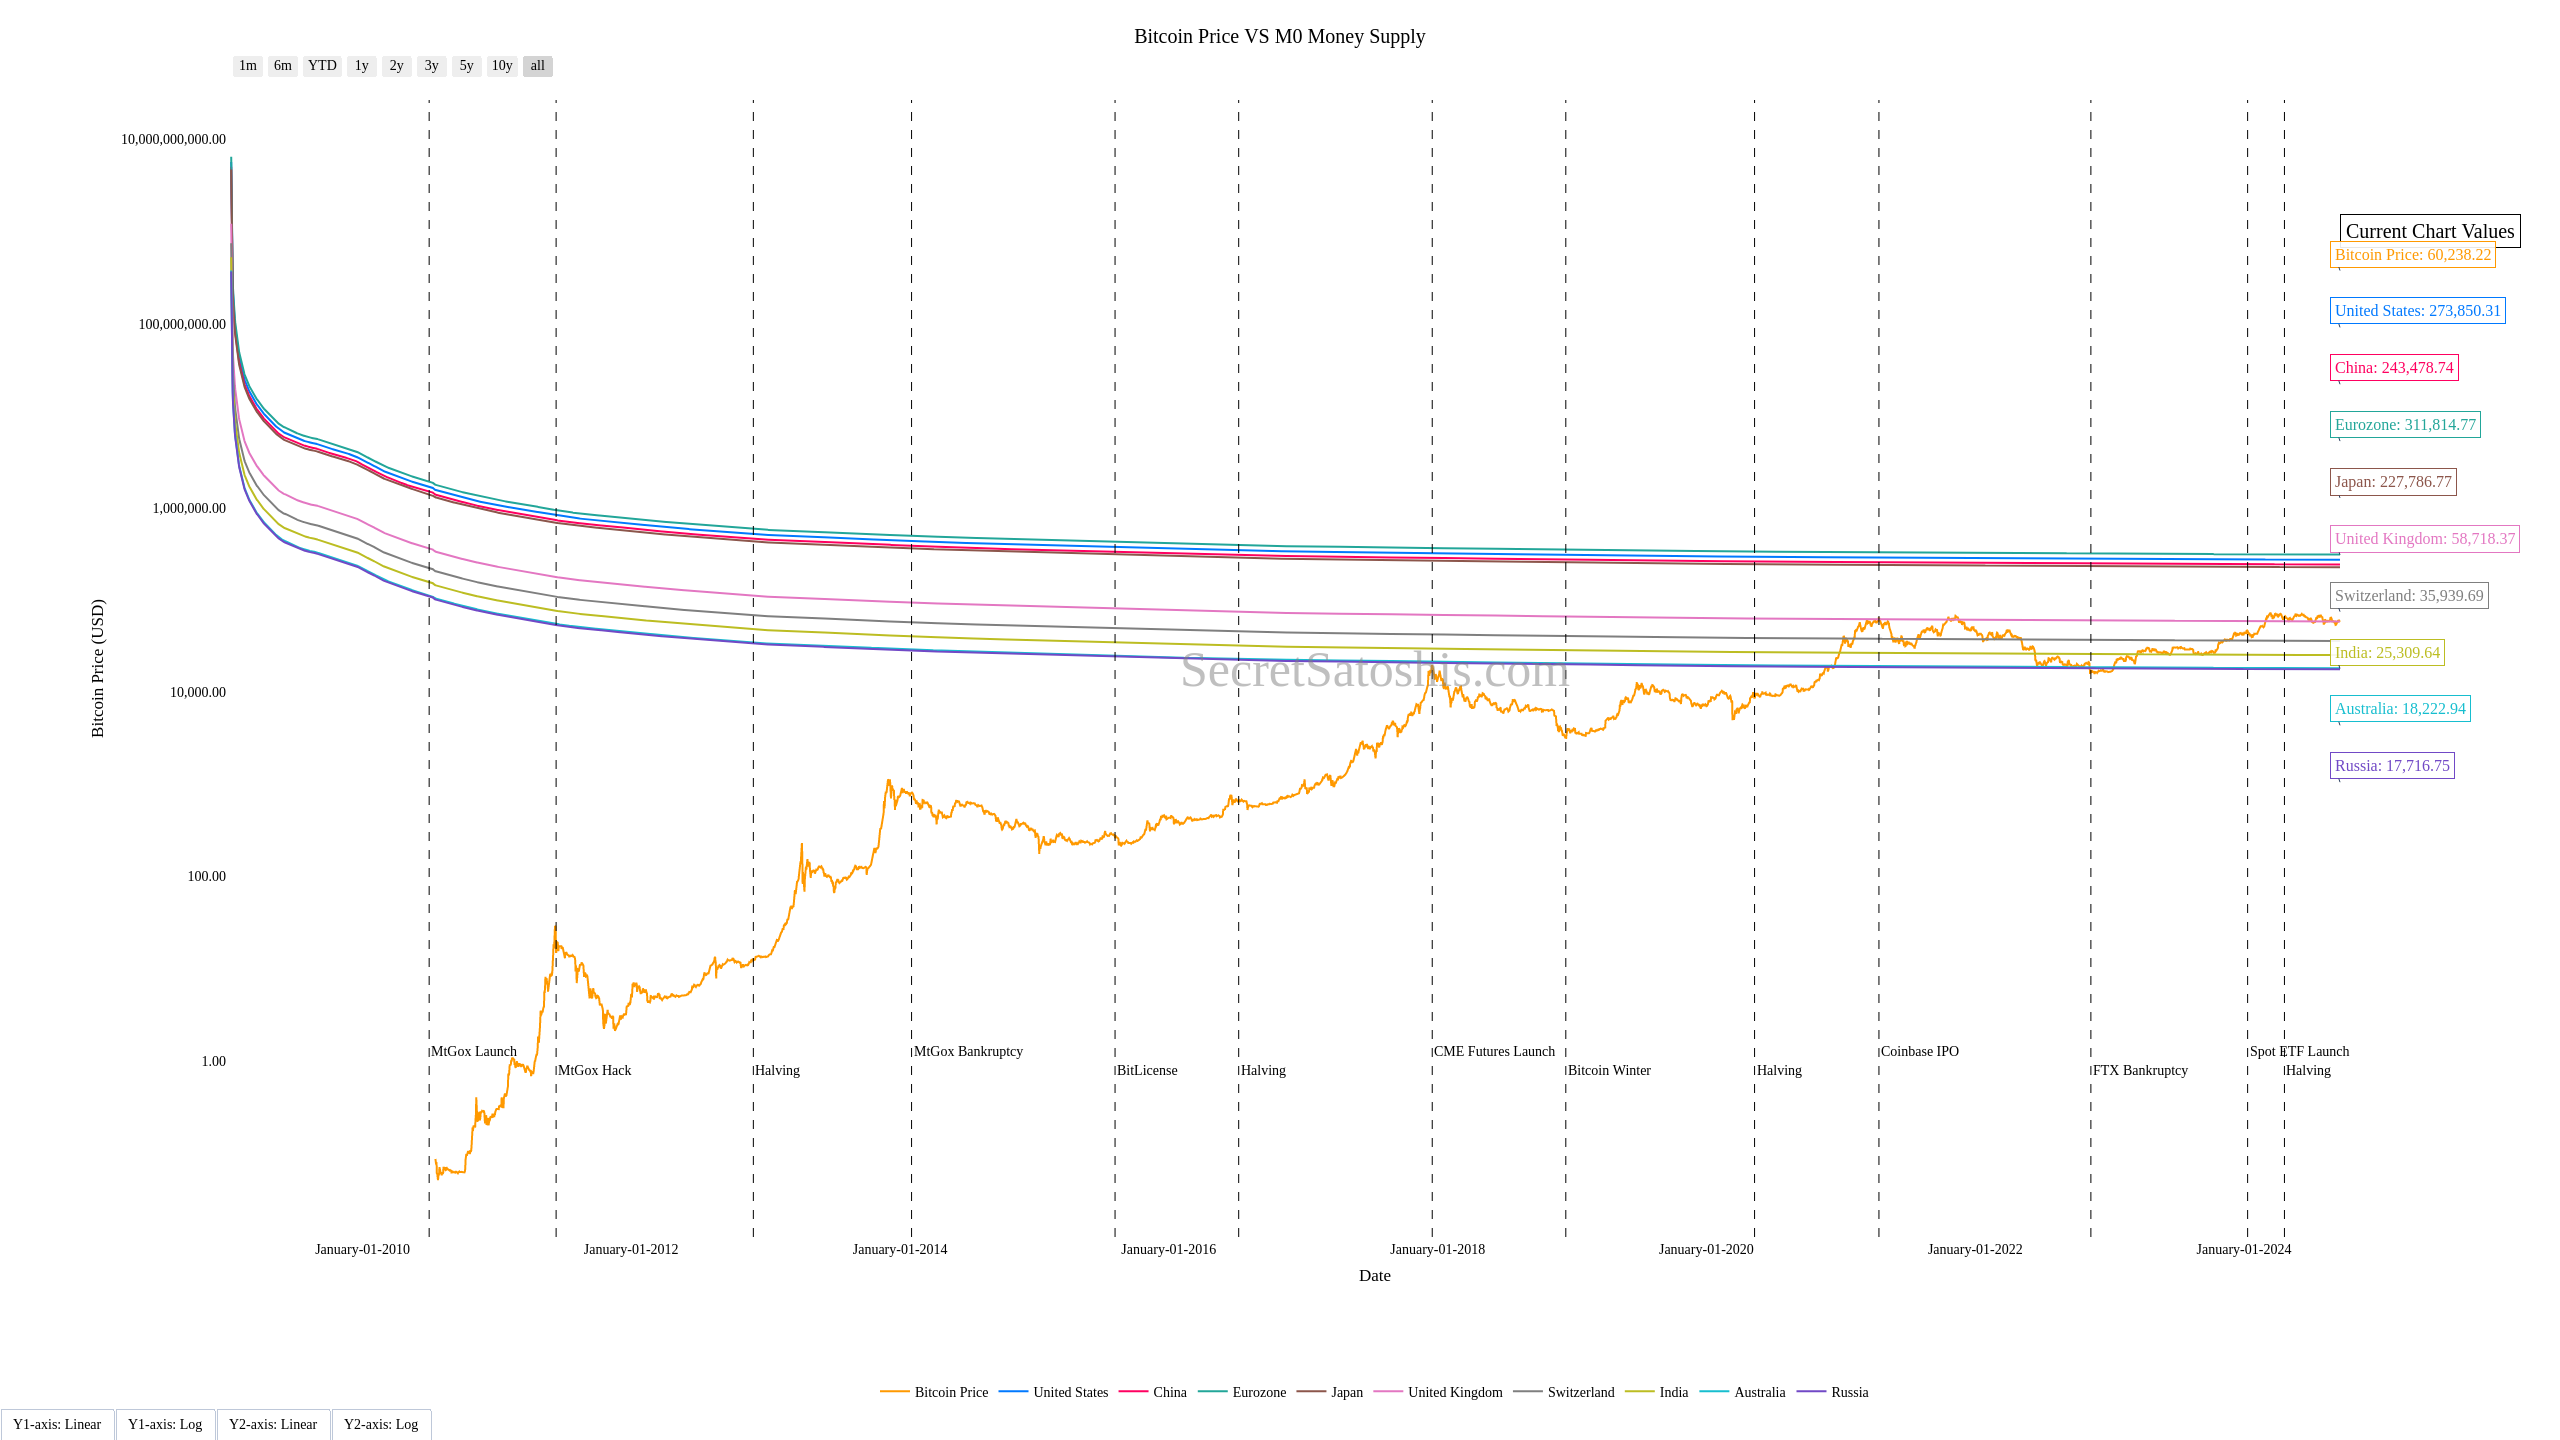 Bitcoin Price VS M0 Money Supply
1m 6m YTD 1y 2y 3y 5y 10y all
10,000,000,000.00
100,000,000.00
1,000,000.00
10,000.00
100.00
1.00
Bitcoin Price (USD)
Current Chart Values
Bitcoin Price: 60,238.22
United States: 273,850.31
China: 243,478.74
Eurozone: 311,814.77
Japan: 227,786.77
United Kingdom: 58,718.37
Switzerland: 35,939.69
India: 25,309.64
Australia: 18,222.94
Russia: 17,716.75
SecretSatoshis.com
MtGox Launch MtGox Bankruptcy CME Futures Launch Coinbase IPO Spot ETF Launch
MtGox Hack Halving BitLicense Halving Bitcoin Winter Halving FTX Bankruptcy Halving
January-01-2010 January-01-2012 January-01-2014 January-01-2016 January-01-2018 January-01-2020 January-01-2022 January-01-2024
Date
Bitcoin Price United States China Eurozone Japan United Kingdom Switzerland India Australia Russia
Y1-axis: Linear Y1-axis: Log Y2-axis: Linear Y2-axis: Log